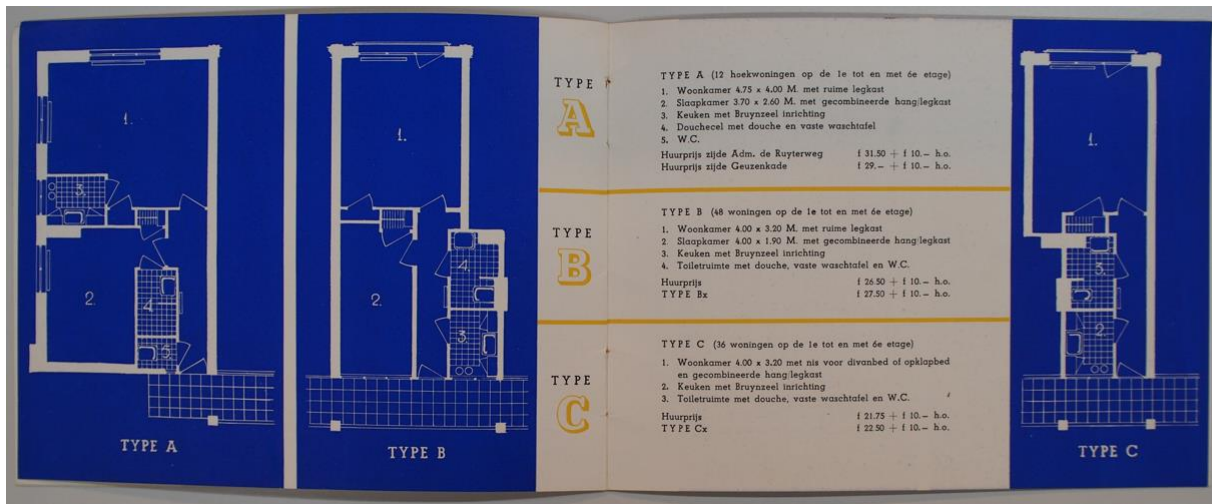 1.
3.
2.
4.
5.
TYPE A
1.
2.
4.
3.
TYPE B
TYPE
A
TYPE A (12 hoekwoningen op de 1e tot en met 6e etage)
1. Woonkamer 4.75 x 4.00 M. met ruime legkast
2. Slaapkamer 3.70 x 2.60 M. met gecombineerde hang/legkast
3. Keuken met Bruynzeel inrichting
4. Douchecel met douche en vaste waschtafel
5. W.C.
Huurprijs zijde Adm. de Ruyterweg f 31.50 + f 10.— h.o.
Huurprijs zijde Geuzenkade f 29.— + f 10.— h.o.
TYPE
B
TYPE B (48 woningen op de 1e tot en met 6e etage)
1. Woonkamer 4.00 x 3.20 M. met ruime legkast
2. Slaapkamer 4.00 x 1.90 M. met gecombineerde hang/legkast
3. Keuken met Bruynzeel inrichting
4. Toiletruimte met douche, vaste waschtafel en W.C.
Huurprijs f 26.50 + f 10.— h.o.
TYPE Bx f 27.50 + f 10.— h.o.
TYPE
C
TYPE C (36 woningen op de 1e tot en met 6e etage)
1. Woonkamer 4.00 x 3.20 met nis voor divanbed of opklapbed
en gecombineerde hang/legkast
2. Keuken met Bruynzeel inrichting
3. Toiletruimte met douche, vaste waschtafel en W.C.
Huurprijs f 21.75 + f 10.— h.o.
TYPE Cx f 22.50 + f 10.— h.o.
1.
3.
2.
TYPE C